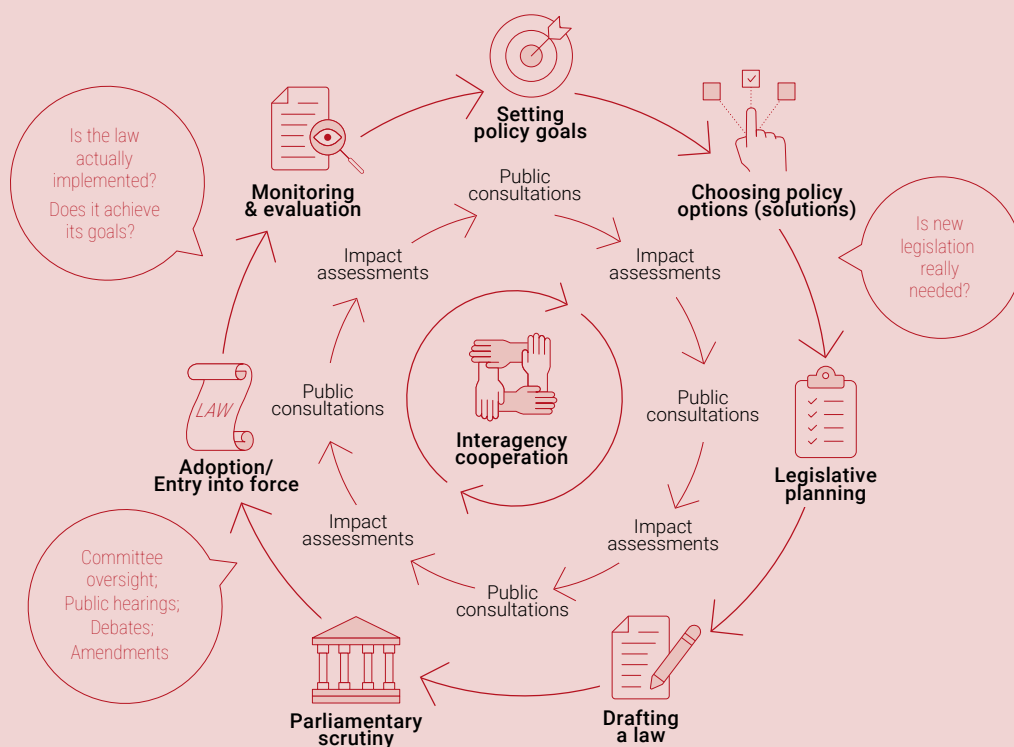 Setting
policy goals
Choosing policy
options (solutions)
Is new
legislation
really
needed?
Legislative
planning
Drafting
a law
Parliamentary
scrutiny
Committee
oversight;
Public hearings;
Debates;
Amendments
LAW
Adoption/
Entry into force
Is the law
actually
implemented?
Does it achieve
its goals?
Monitoring
& evaluation
Public
consultations
Impact
assessments
Public
consultations
Impact
assessments
Public
consultations
Impact
assessments
Public
consultations
Impact
assessments
Interagency
cooperation